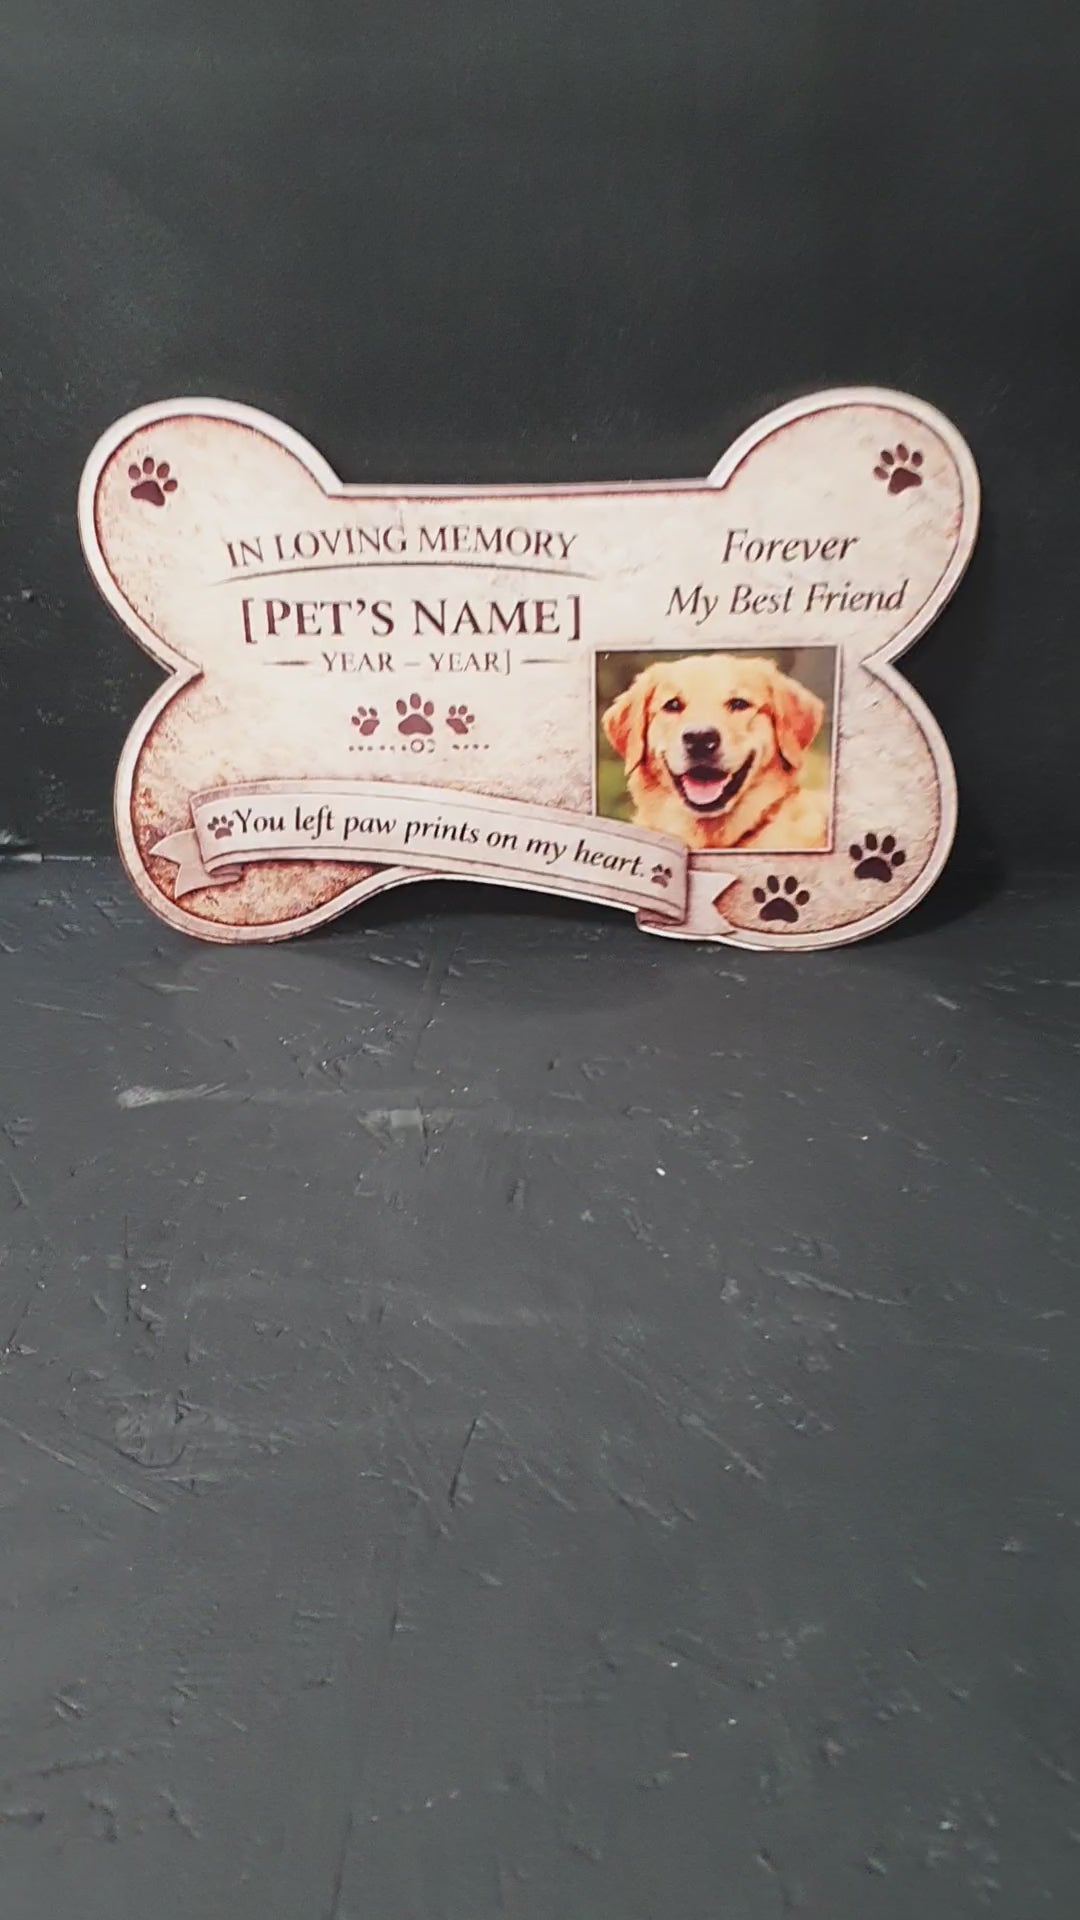 IN LOVING MEMORY
[PET'S NAME]
YEAR – YEAR]
Forever
My Best Friend
You left paw prints on my heart.